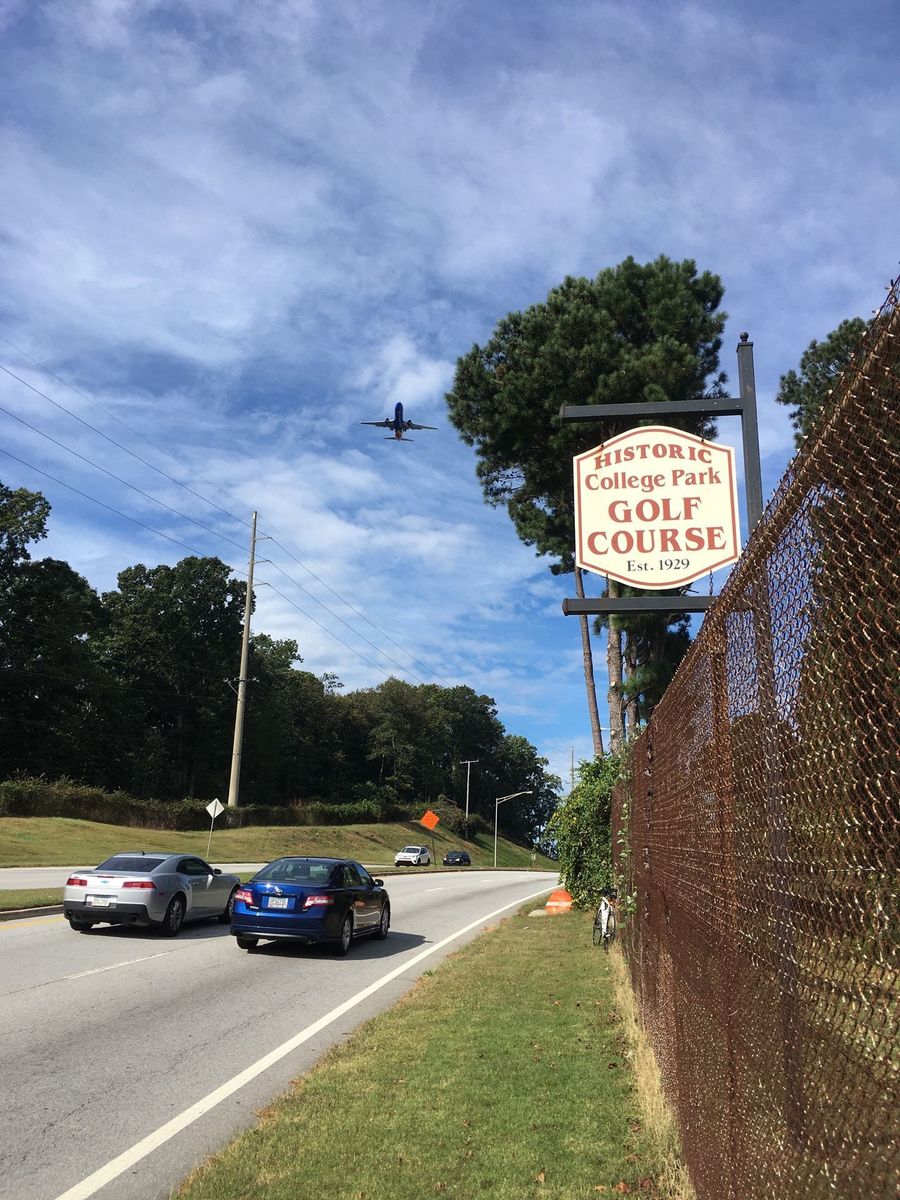 HISTORIC
College Park
GOLF
COURSE
Est. 1929